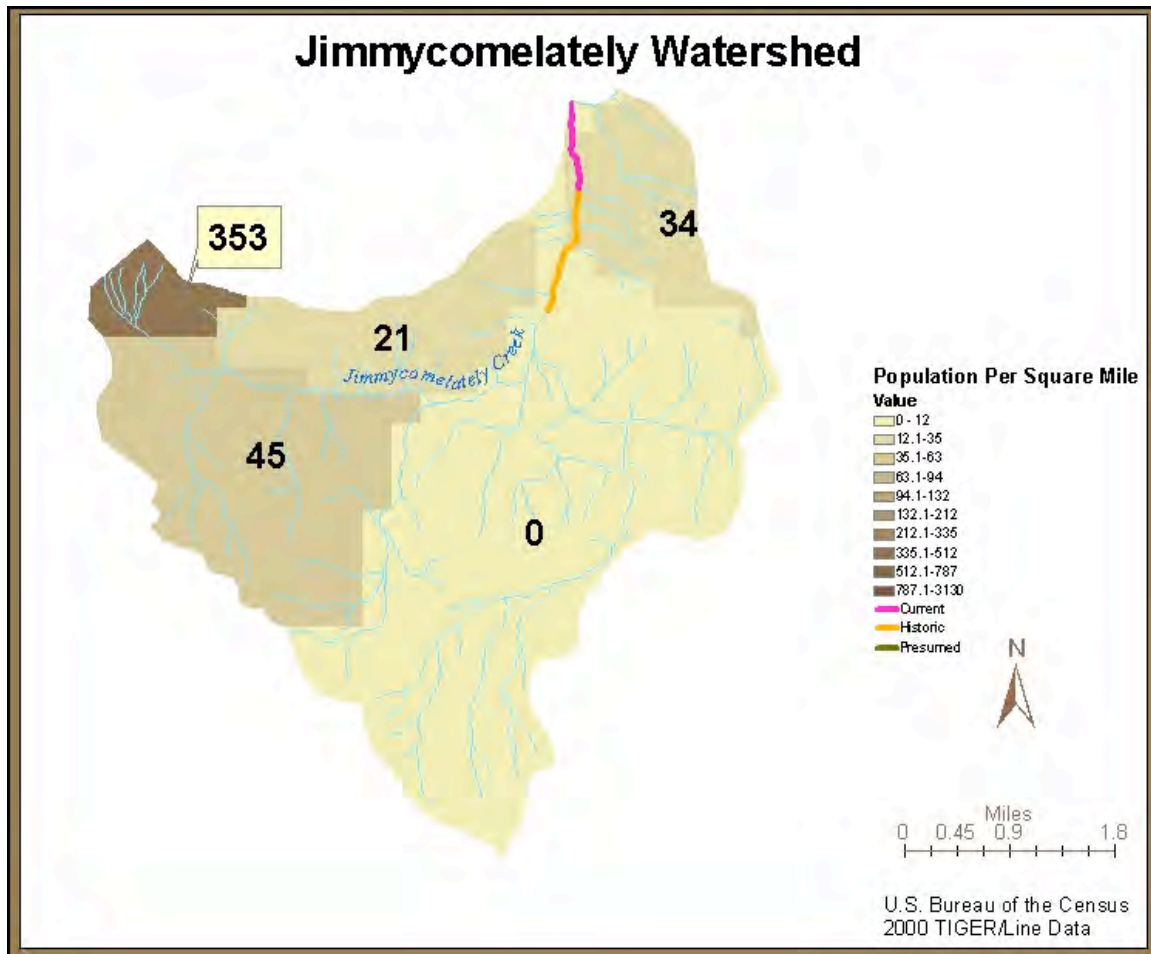 Jimmycomelately Watershed
353
34
21
Jimmycomelately Creek
45
0
Population Per Square Mile
Value
0 - 12
12.1-35
35.1-63
63.1-94
94.1-132
132.1-212
212.1-335
335.1-512
512.1-787
787.1-3130
Current
Historic
Presumed
N
Miles
0 0.45 0.9 1.8
U.S. Bureau of the Census
2000 TIGER/Line Data